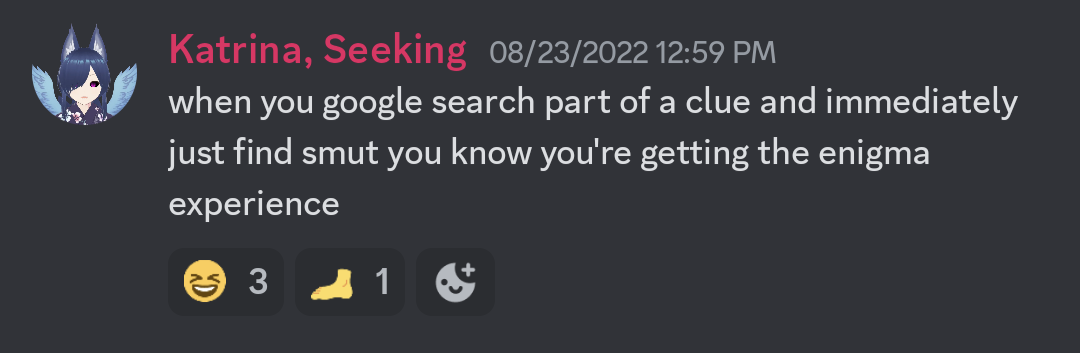 Katrina, Seeking 08/23/2022 12:59 PM
when you google search part of a clue and immediately
just find smut you know you're getting the enigma
experience
3 1